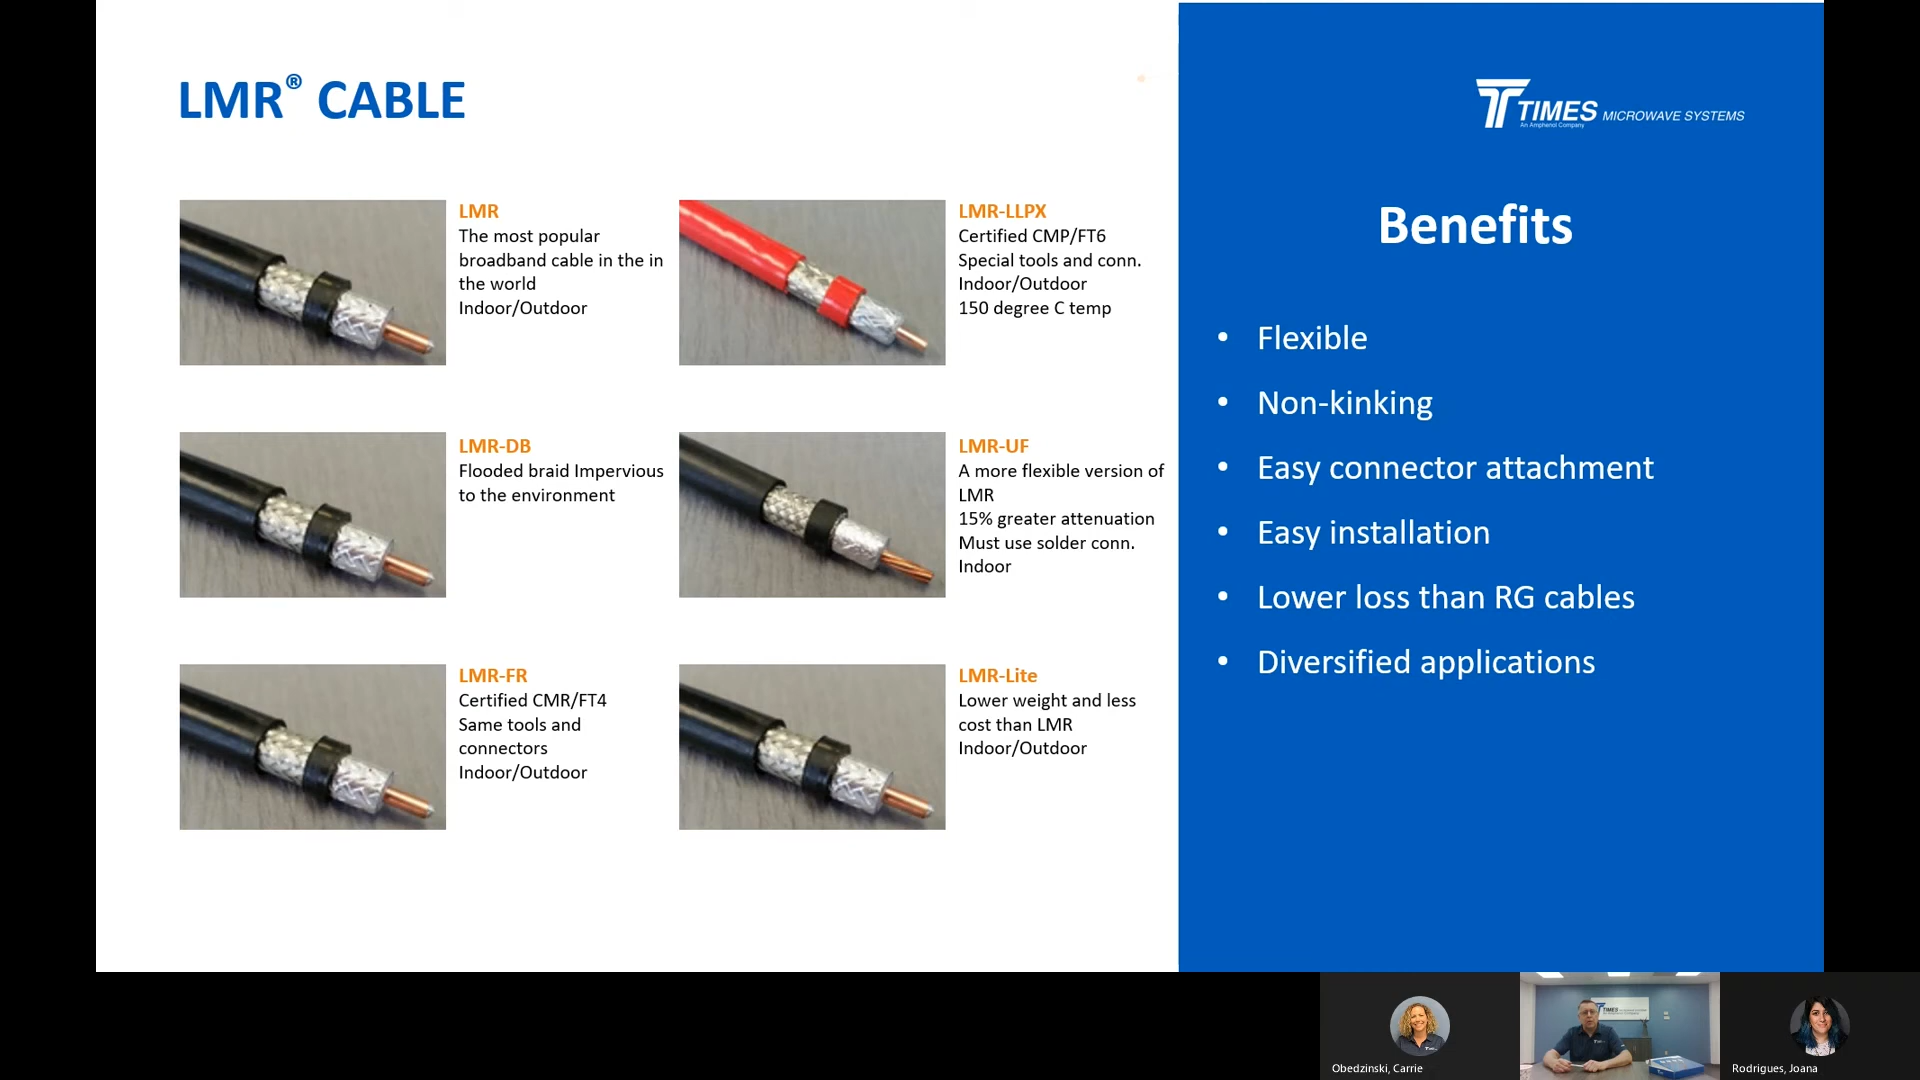 LMR® CABLE
LMR
The most popular
broadband cable in the in
the world
Indoor/Outdoor
LMR-LLPX
Certified CMP/FT6
Special tools and conn.
Indoor/Outdoor
150 degree C temp
LMR-DB
Flooded braid Impervious
to the environment
LMR-UF
A more flexible version of
LMR
15% greater attenuation
Must use solder conn.
Indoor
LMR-FR
Certified CMR/FT4
Same tools and
connectors
Indoor/Outdoor
LMR-Lite
Lower weight and less
cost than LMR
Indoor/Outdoor
TIMES MICROWAVE SYSTEMS
An Amphenol Company
Benefits
• Flexible
• Non-kinking
• Easy connector attachment
• Easy installation
• Lower loss than RG cables
• Diversified applications
TIMES
Obedzinski, Carrie
Rodrigues, Joana